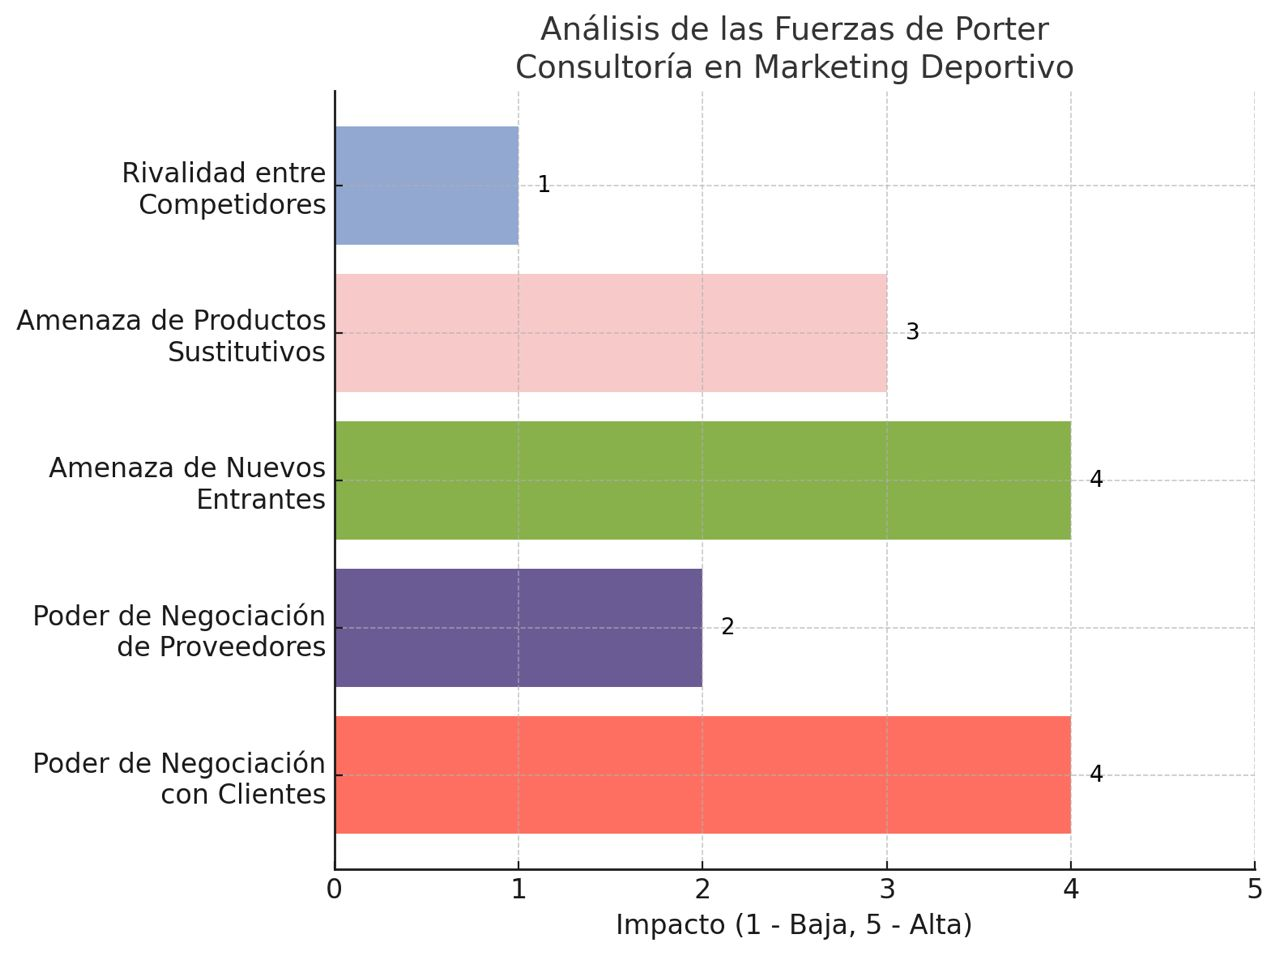 Análisis de las Fuerzas de Porter
Consultoría en Marketing Deportivo
Rivalidad entre
Competidores
1
Amenaza de Productos
Sustitutivos
3
Amenaza de Nuevos
Entrantes
4
Poder de Negociación
de Proveedores
2
Poder de Negociación
con Clientes
4
0 1 2 3 4 5
Impacto (1 - Baja, 5 - Alta)